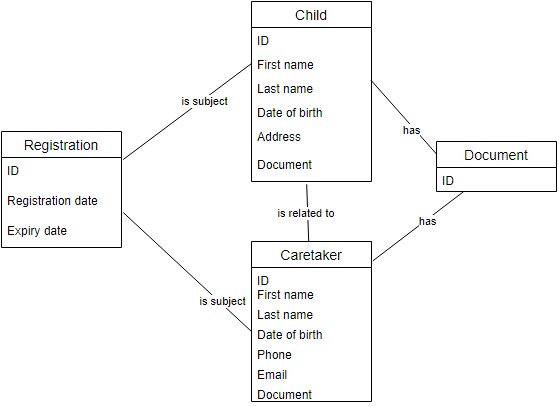 Child
ID
First name
Last name
Date of birth
Address
Document
is subject
has
Registration
ID
Registration date
Expiry date
Document
ID
is related to
has
is subject
Caretaker
ID
First name
Last name
Date of birth
Phone
Email
Document